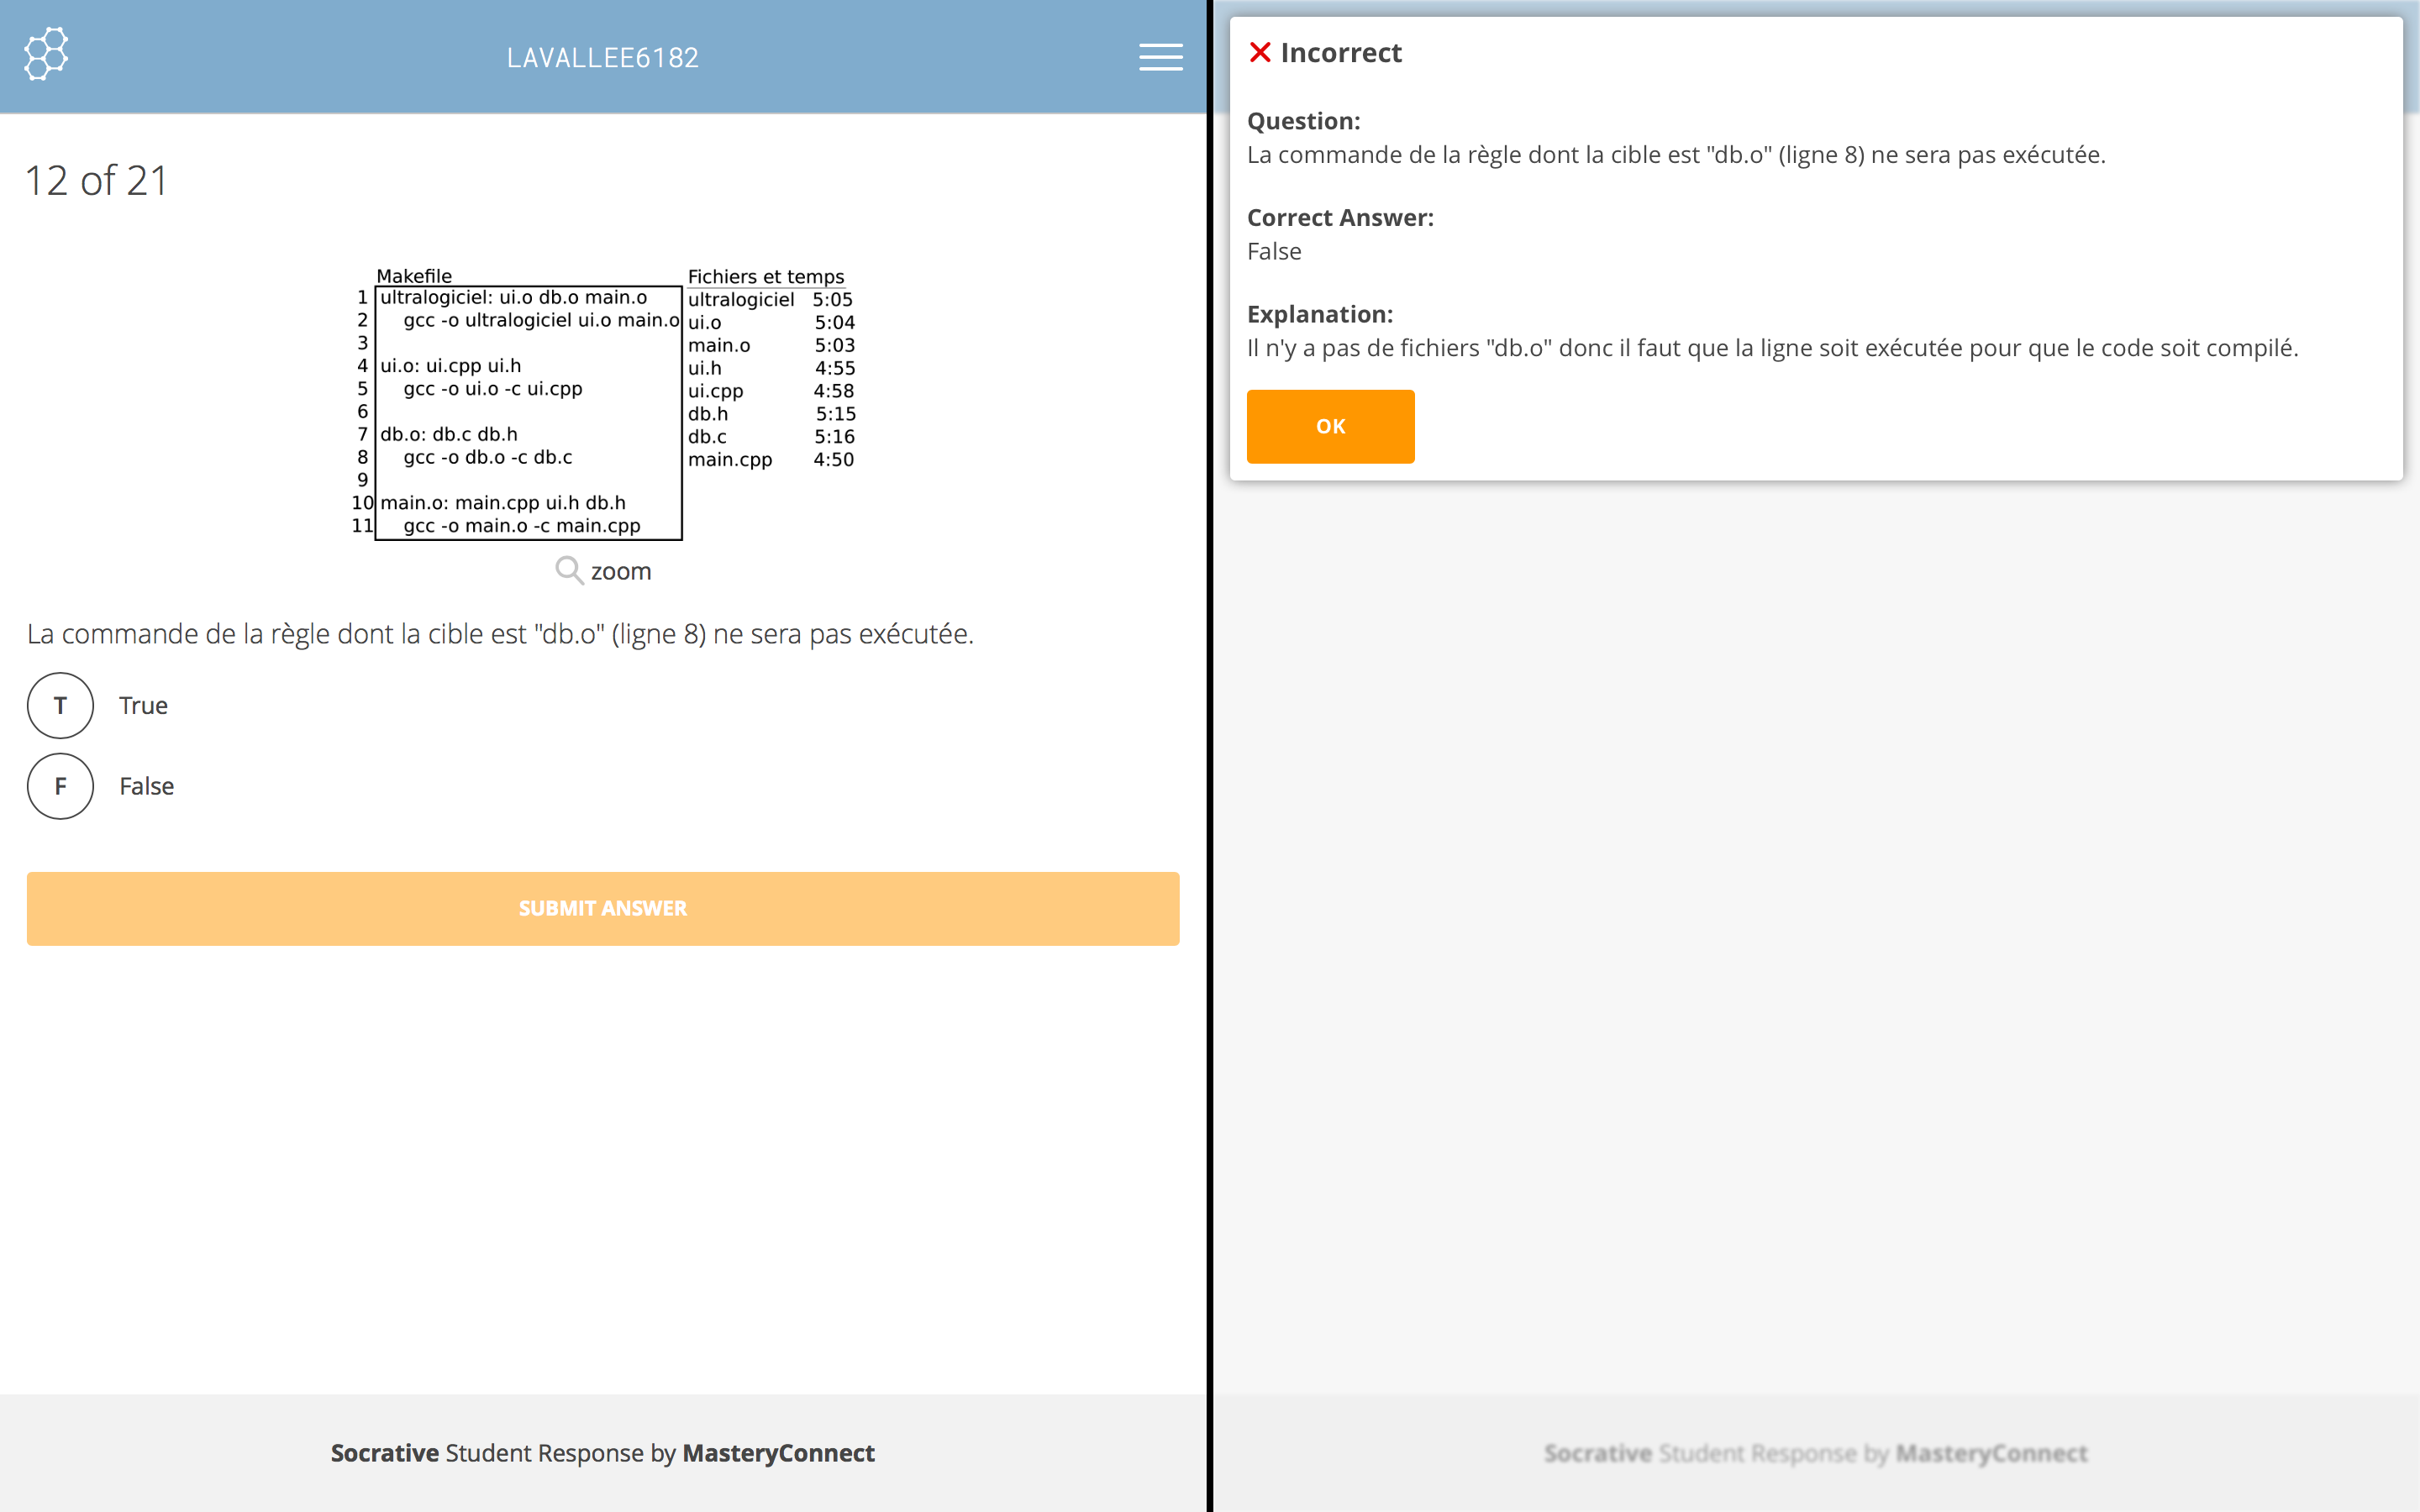 LAVALLEE6182
12 of 21
Makefile
1 ultralogiciel: ui.o db.o main.o
2 gcc -o ultralogiciel ui.o main.o
3
4 ui.o: ui.cpp ui.h
5 gcc -o ui.o -c ui.cpp
6
7 db.o: db.c db.h
8 gcc -o db.o -c db.c
9
10 main.o: main.cpp ui.h db.h
11 gcc -o main.o -c main.cpp
Fichiers et temps
ultralogiciel 5:05
ui.o 5:04
main.o 5:03
ui.h 4:55
ui.cpp 4:58
db.h 5:15
db.c 5:16
main.cpp 4:50
zoom
La commande de la règle dont la cible est "db.o" (ligne 8) ne sera pas exécutée.
T True
F False
SUBMIT ANSWER
Socrative Student Response by MasteryConnect
Incorrect
Question:
La commande de la règle dont la cible est "db.o" (ligne 8) ne sera pas exécutée.
Correct Answer:
False
Explanation:
Il n'y a pas de fichiers "db.o" donc il faut que la ligne soit exécutée pour que le code soit compilé.
OK
Socrative Student Response by MasteryConnect